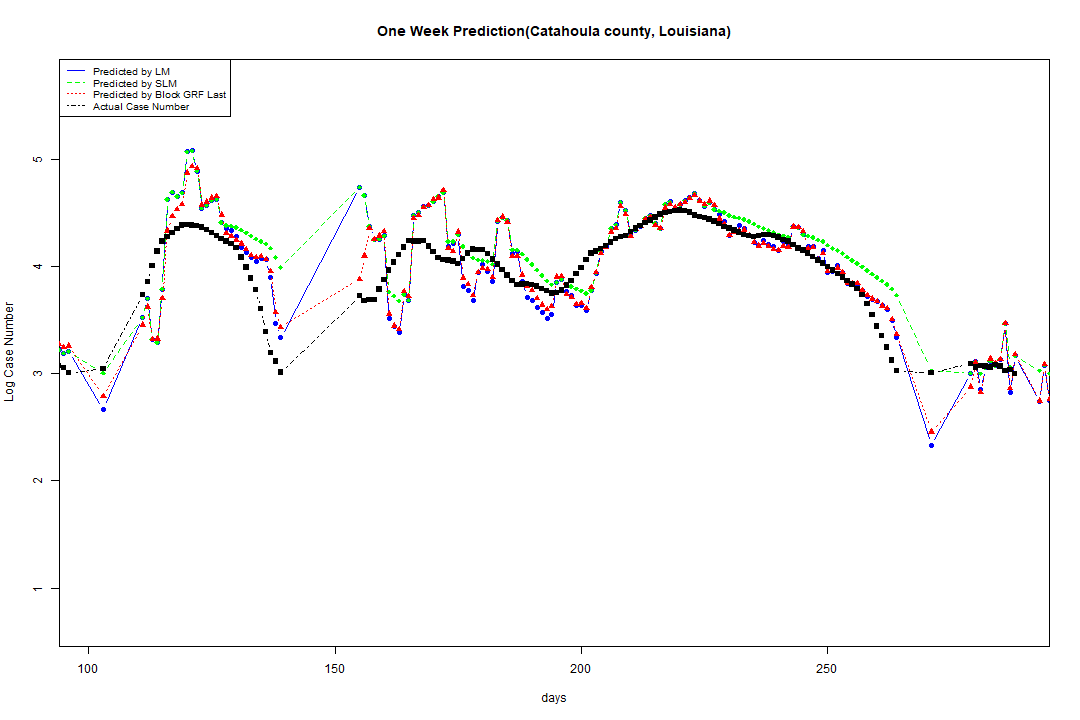 One Week Prediction(Catahoula county, Louisiana)
Predicted by LM
Predicted by SLM
Predicted by Block GRF Last
Actual Case Number
5
4
3
2
1
Log Case Number
100
150
200
250
days